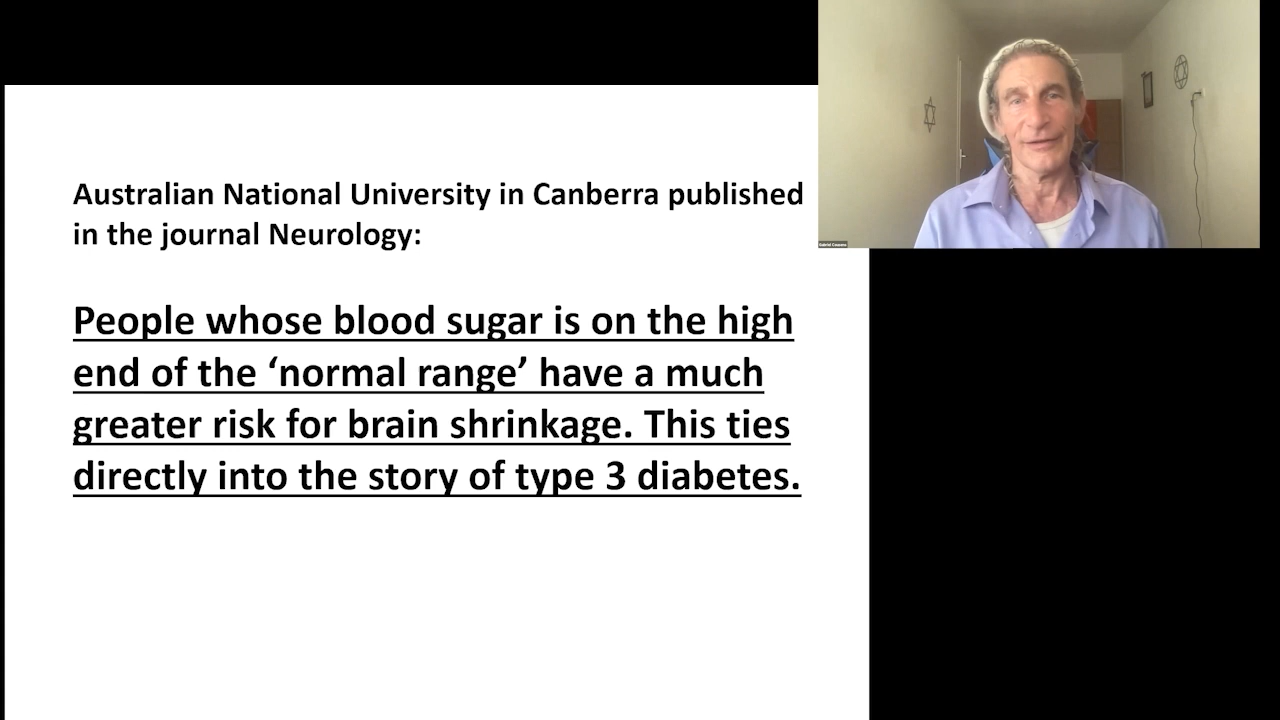 Australian National University in Canberra published
in the journal Neurology:
People whose blood sugar is on the high
end of the ‘normal range’ have a much
greater risk for brain shrinkage. This ties
directly into the story of type 3 diabetes.
Gabriel Cousens